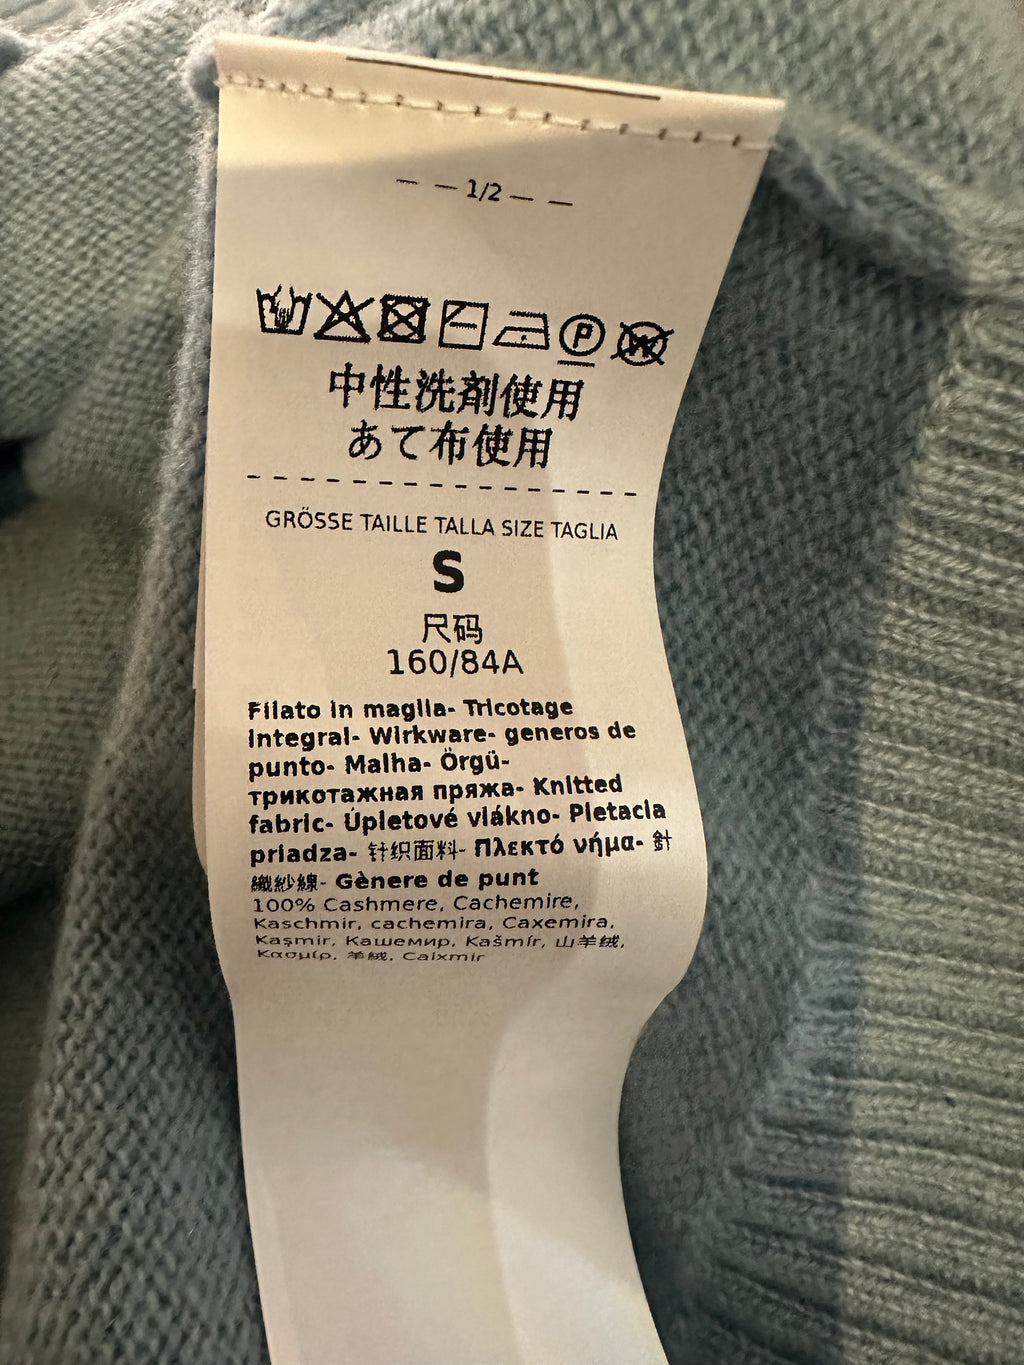 — — 1/2 — —
中性洗剤使用
あて布使用
GRÖSSE TAILLE TALLA SIZE TAGLIA
S
尺码
160/84A
Filato in maglia- Tricotage
Integral- Wirkware- generos de
punto- Malha- Örgü-
трикотажная пряжа- Knitted
fabric- Úpletové vlákno- Pletacia
priadza- 针织面料- Πλεκτό νήμα- 針
織紗線- Gènere de punt
100% Cashmere, Cachemire,
Kaschmir, cachemira, Caxemira,
Kaşmir, Кашемир, Kašmír, 山羊绒,
Κασμίρ, 羊絨, Caixmir